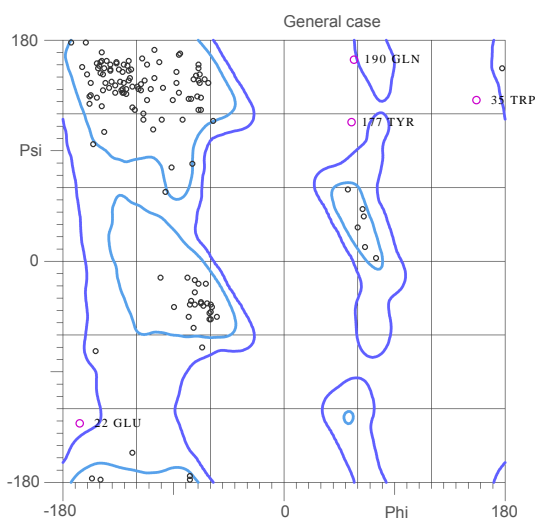 General case
180
190 GLN
35 TRP
177 TYR
Psi
0
22 GLU
-180
-180
0
Phi
180